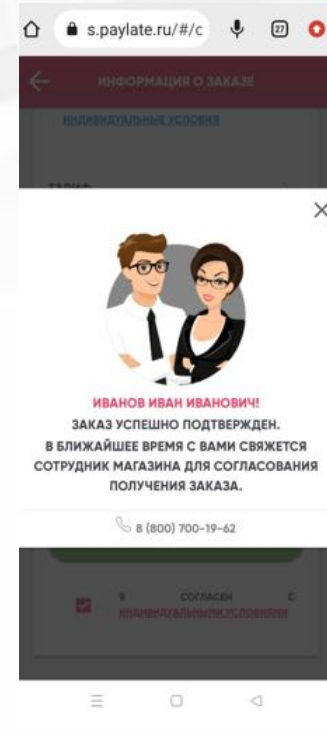 s.paylate.ru/#/c
27
ИНФОРМАЦИЯ О ЗАКАЗЕ
ИНДИВИДУАЛЬНЫЕ УСЛОВИЯ
ТАРИФ
ИВАНОВ ИВАН ИВАНОВИЧ!
ЗАКАЗ УСПЕШНО ПОДТВЕРЖДЕН.
В БЛИЖАЙШЕЕ ВРЕМЯ С ВАМИ СВЯЖЕТСЯ
СОТРУДНИК МАГАЗИНА ДЛЯ СОГЛАСОВАНИЯ
ПОЛУЧЕНИЯ ЗАКАЗА.
8 (800) 700-19-62
Я СОГЛАСЕН С
ИНДИВИДУАЛЬНЫМИ УСЛОВИЯМИ